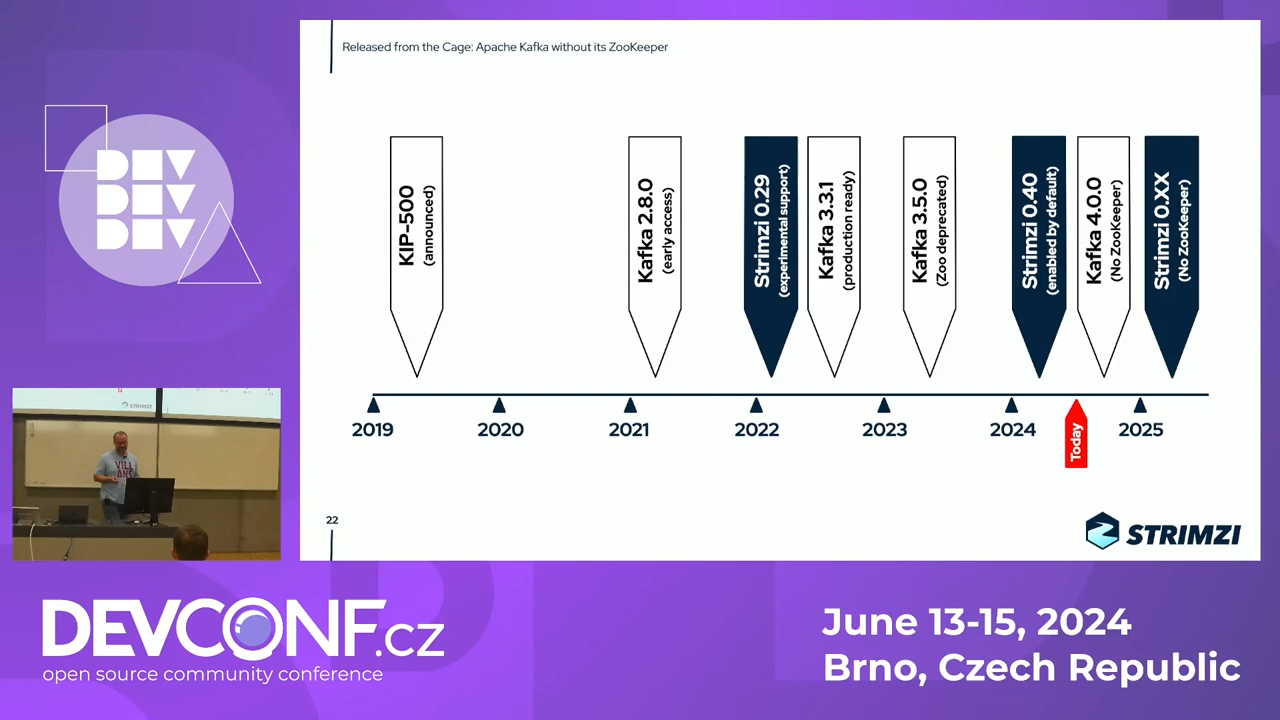 Released from the Cage: Apache Kafka without its ZooKeeper
DEV
DEV
DEV
KIP-500
(announced)
Kafka 2.8.0
(early access)
Strimzi 0.29
(experimental support)
Kafka 3.3.1
(production ready)
Kafka 3.5.0
(Zoo deprecated)
Strimzi 0.40
(enabled by default)
Kafka 4.0.0
(No ZooKeeper)
Strimzi 0.XX
(No ZooKeeper)
2019
2020
2021
2022
2023
2024
Today
2025
22
STRIMZI
STRIMZI
VILL
ANS
DEVCONF.cz
open source community conference
June 13-15, 2024
Brno, Czech Republic